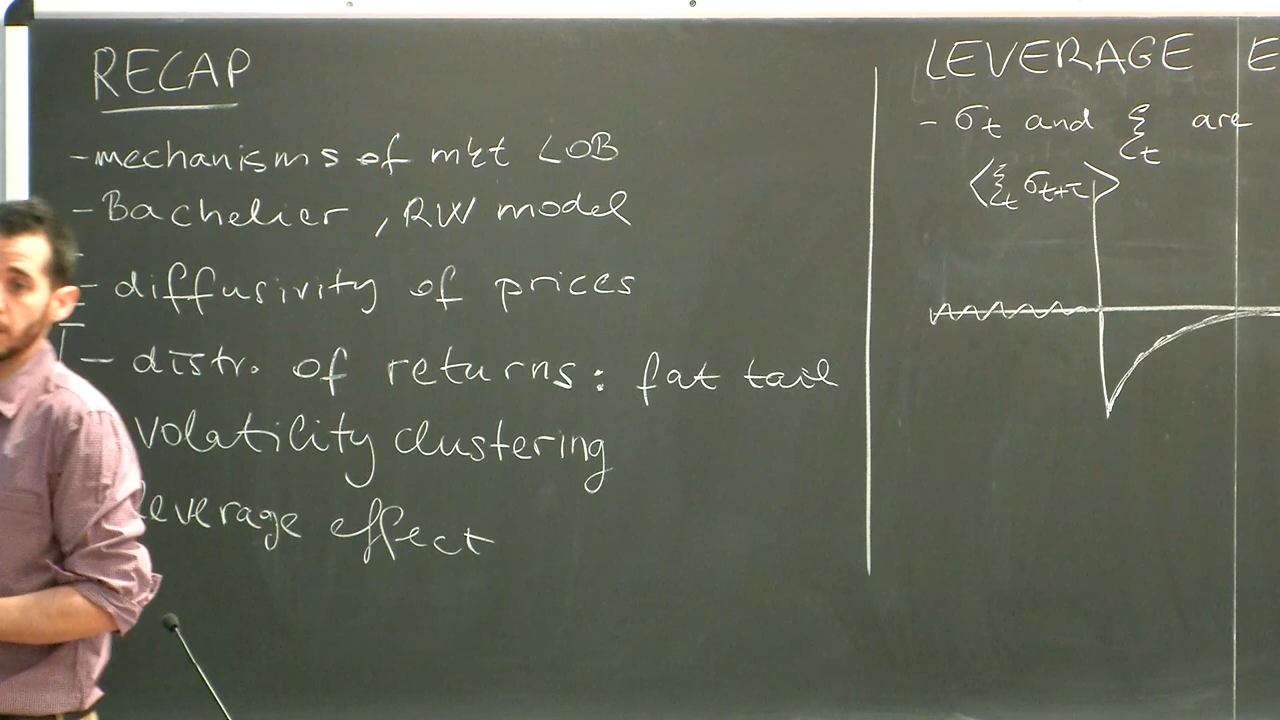 RECAP
- mechanisms of mkt LOB
- Bachelier, RW model
- diffusivity of prices
- distr. of returns: fat tail
volatility clustering
leverage effect
LEVERAGE E
- σₜ and ξₜ are
⟨ξₜ σₜ₊τ⟩